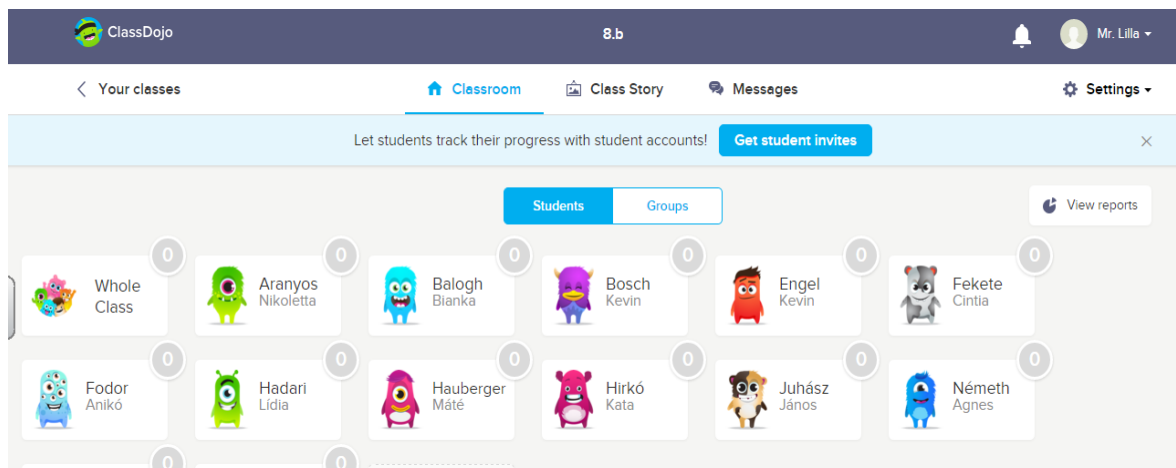 ClassDojo
8.b
Mr. Lilla
Your classes
Classroom
Class Story
Messages
Settings
Let students track their progress with student accounts!
Get student invites
Students
Groups
View reports
0
0
0
0
0
0
Whole
Class
Aranyos
Nikoletta
Balogh
Bianka
Bosch
Kevin
Engel
Kevin
Fekete
Cintia
0
0
0
0
0
0
Fodor
Anikó
Hadari
Lídia
Hauberger
Máté
Hirkó
Kata
Juhász
János
Németh
Agnes
0
0